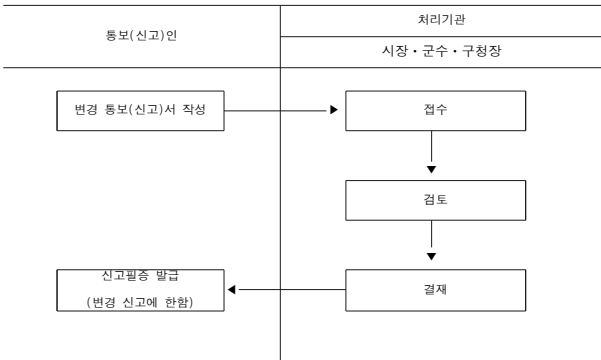 통보(신고)인
처리기관
시장·군수·구청장
변경 통보(신고)서 작성
접수
검토
신고필증 발급
(변경 신고에 한함)
결재